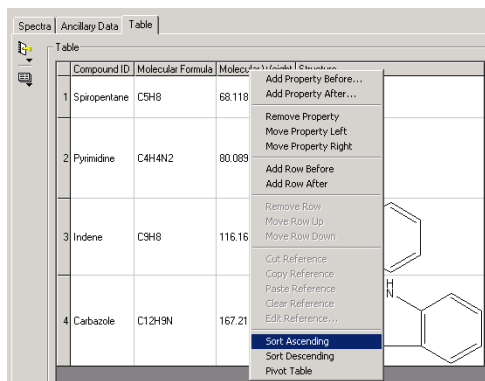 Spectra Ancillary Data Table
Table
Compound ID Molecular Formula Molecular Weight Structure
1 Spiropentane C5H8 68.118
2 Pyrimidine C4H4N2 80.089
3 Indene C9H8 116.16
4 Carbazole C12H9N 167.21
H
N
Add Property Before...
Add Property After...
Remove Property
Move Property Left
Move Property Right
Add Row Before
Add Row After
Remove Row
Move Row Up
Move Row Down
Cut Reference
Copy Reference
Paste Reference
Clear Reference
Edit Reference...
Sort Ascending
Sort Descending
Pivot Table